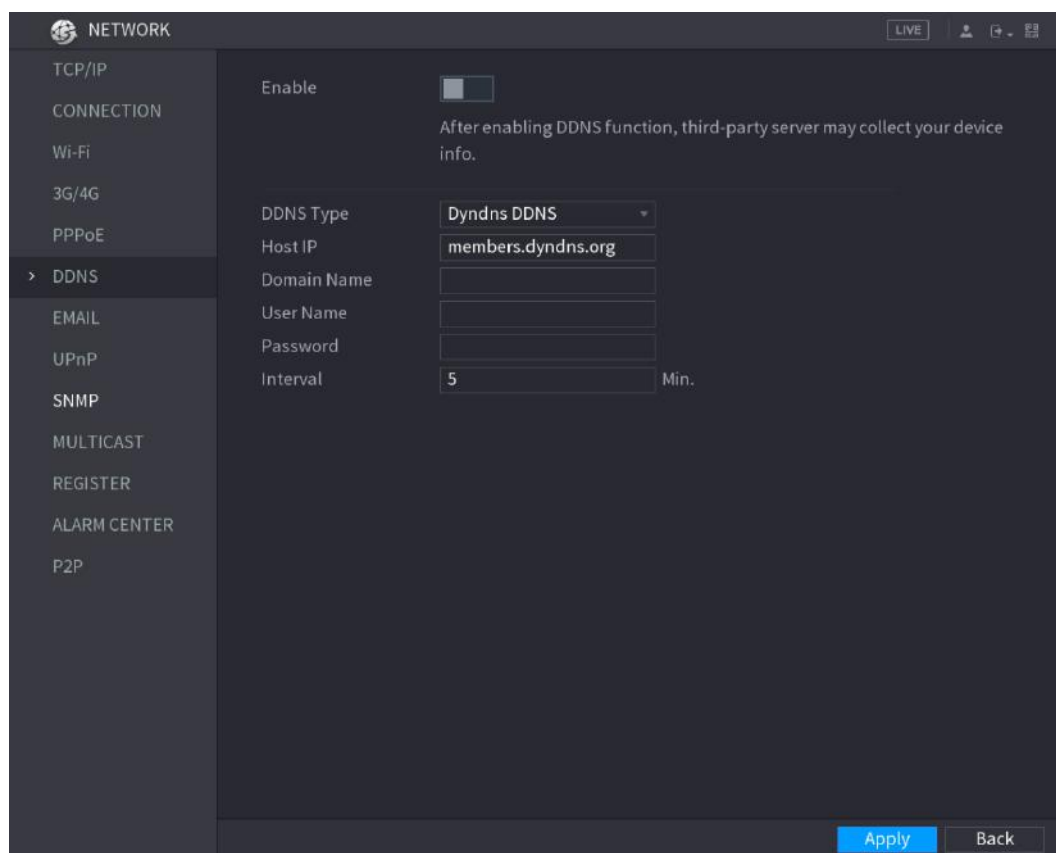 NETWORK
LIVE
TCP/IP
CONNECTION
Wi-Fi
3G/4G
PPPoE
> DDNS
EMAIL
UPnP
SNMP
MULTICAST
REGISTER
ALARM CENTER
P2P
Enable
After enabling DDNS function, third-party server may collect your device
info.
DDNS Type Dyndns DDNS
Host IP members.dyndns.org
Domain Name
User Name
Password
Interval 5 Min.
Apply Back